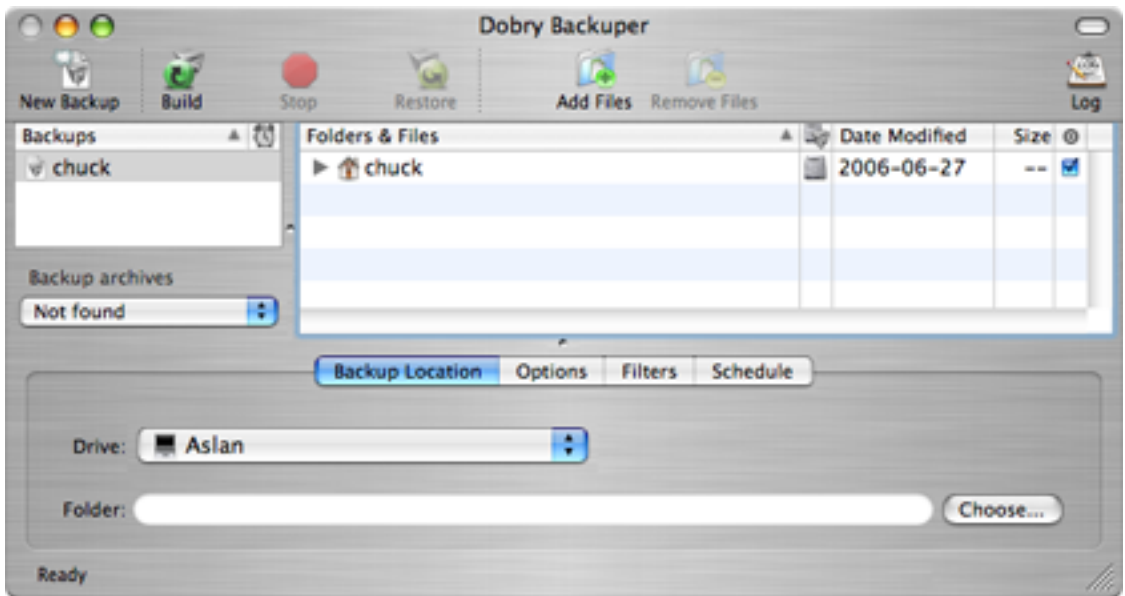 Dobry Backuper
New Backup Build Stop Restore Add Files Remove Files Log
Backups
chuck
Folders & Files Date Modified Size
chuck 2006-06-27 --
Backup archives
Not found
Backup Location Options Filters Schedule
Drive: Aslan
Folder: Choose...
Ready